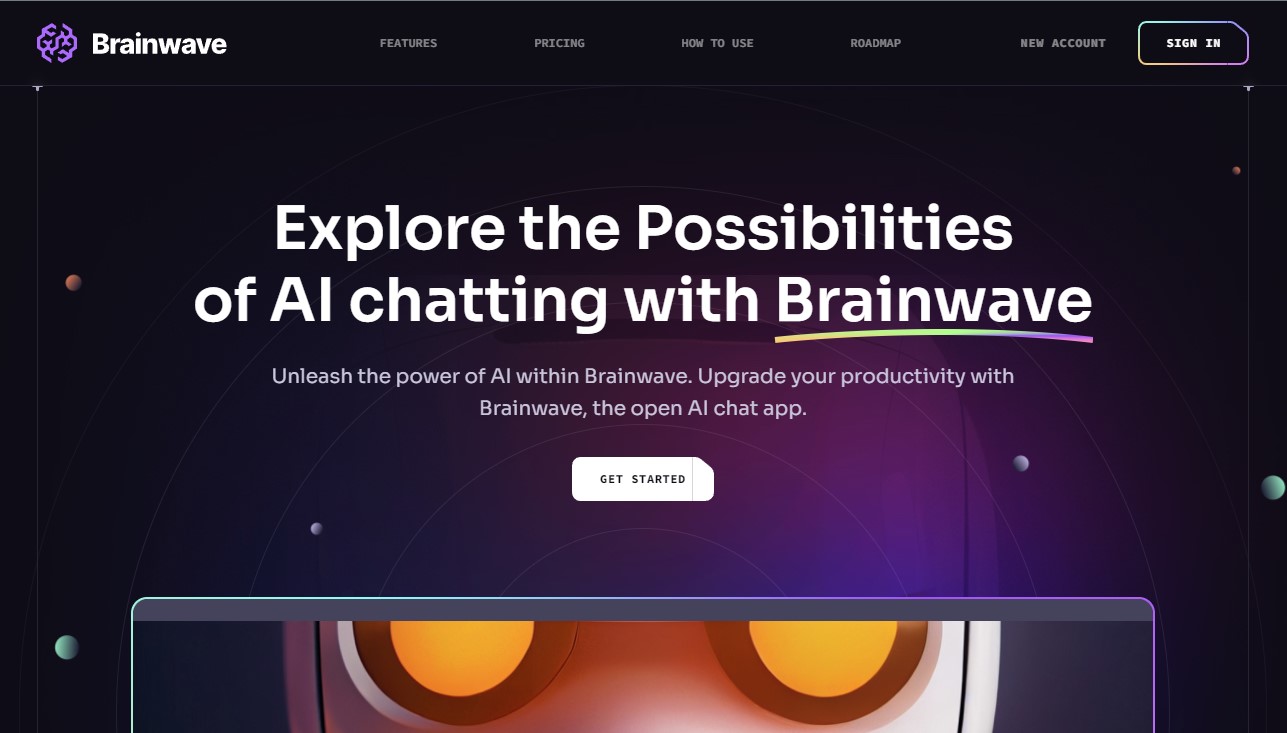 Brainwave
FEATURES
PRICING
HOW TO USE
ROADMAP
NEW ACCOUNT
SIGN IN
Explore the Possibilities
of AI chatting with Brainwave
Unleash the power of AI within Brainwave. Upgrade your productivity with
Brainwave, the open AI chat app.
GET STARTED